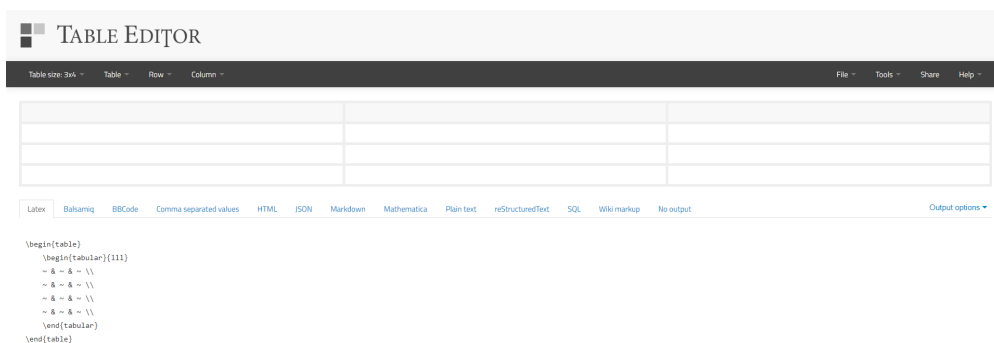 TABLE EDITOR
Table size: 3x4 Table Row Column File Tools Share Help
Latex Balsamiq BBCode Comma separated values HTML JSON Markdown Mathematica Plain text reStructuredText SQL Wiki markup No output Output options
\begin{table}
    \begin{tabular}{lll}
    ~ & ~ & ~ \\
    ~ & ~ & ~ \\
    ~ & ~ & ~ \\
    ~ & ~ & ~ \\
    \end{tabular}
\end{table}